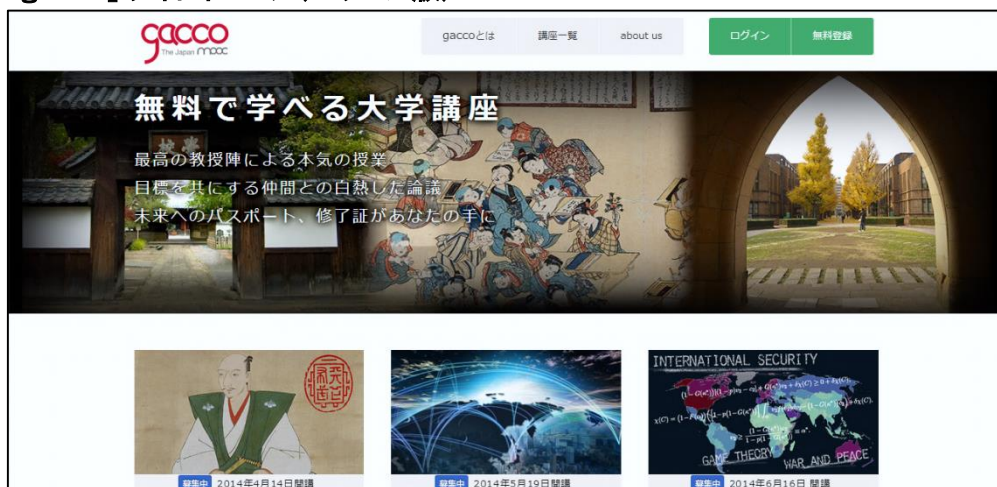 gacco
The Japan mooc
gaccoとは 講座一覧 about us ログイン 無料登録
無料で学べる大学講座
最高の教授陣による本気の授業
目標を共にする仲間との白熱した論議
未来へのパスポート、修了証があなたの手に
INTERNATIONAL SECURITY
GAME THEORY WAR AND PEACE
募集中 2014年4月14日開講
募集中 2014年5月19日開講
募集中 2014年6月16日 開講